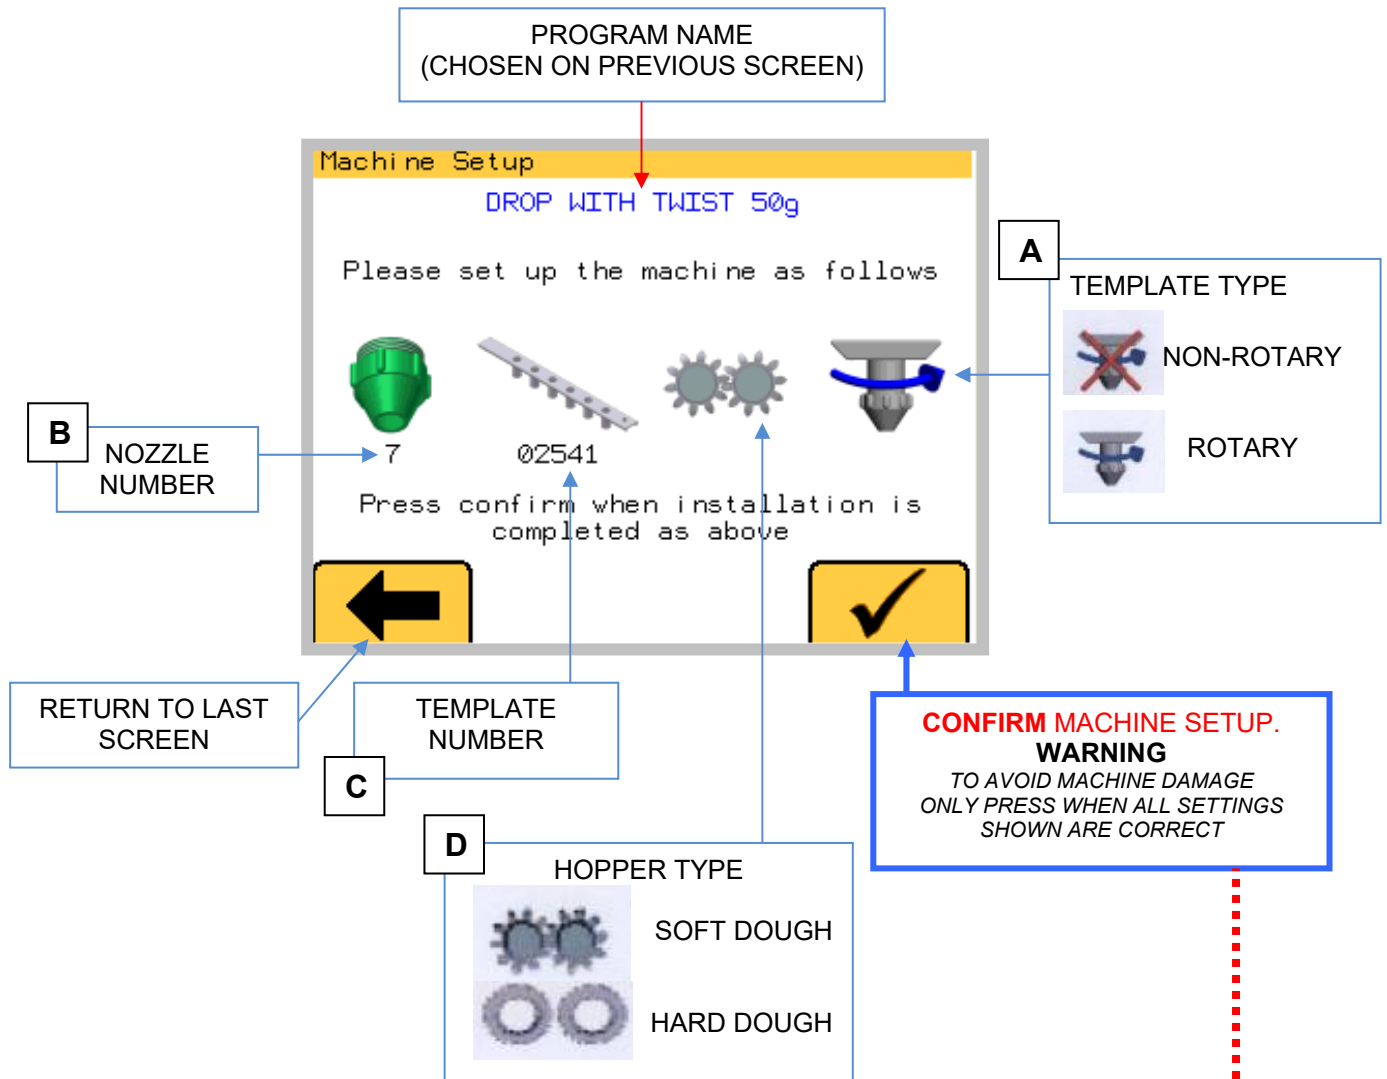 PROGRAM NAME
(CHOSEN ON PREVIOUS SCREEN)
Machine Setup
DROP WITH TWIST 50g
Please set up the machine as follows
7
02541
Press confirm when installation is
completed as above
A
TEMPLATE TYPE
NON-ROTARY
ROTARY
B
NOZZLE
NUMBER
RETURN TO LAST
SCREEN
TEMPLATE
NUMBER
C
CONFIRM MACHINE SETUP.
WARNING
TO AVOID MACHINE DAMAGE
ONLY PRESS WHEN ALL SETTINGS
SHOWN ARE CORRECT
D
HOPPER TYPE
SOFT DOUGH
HARD DOUGH